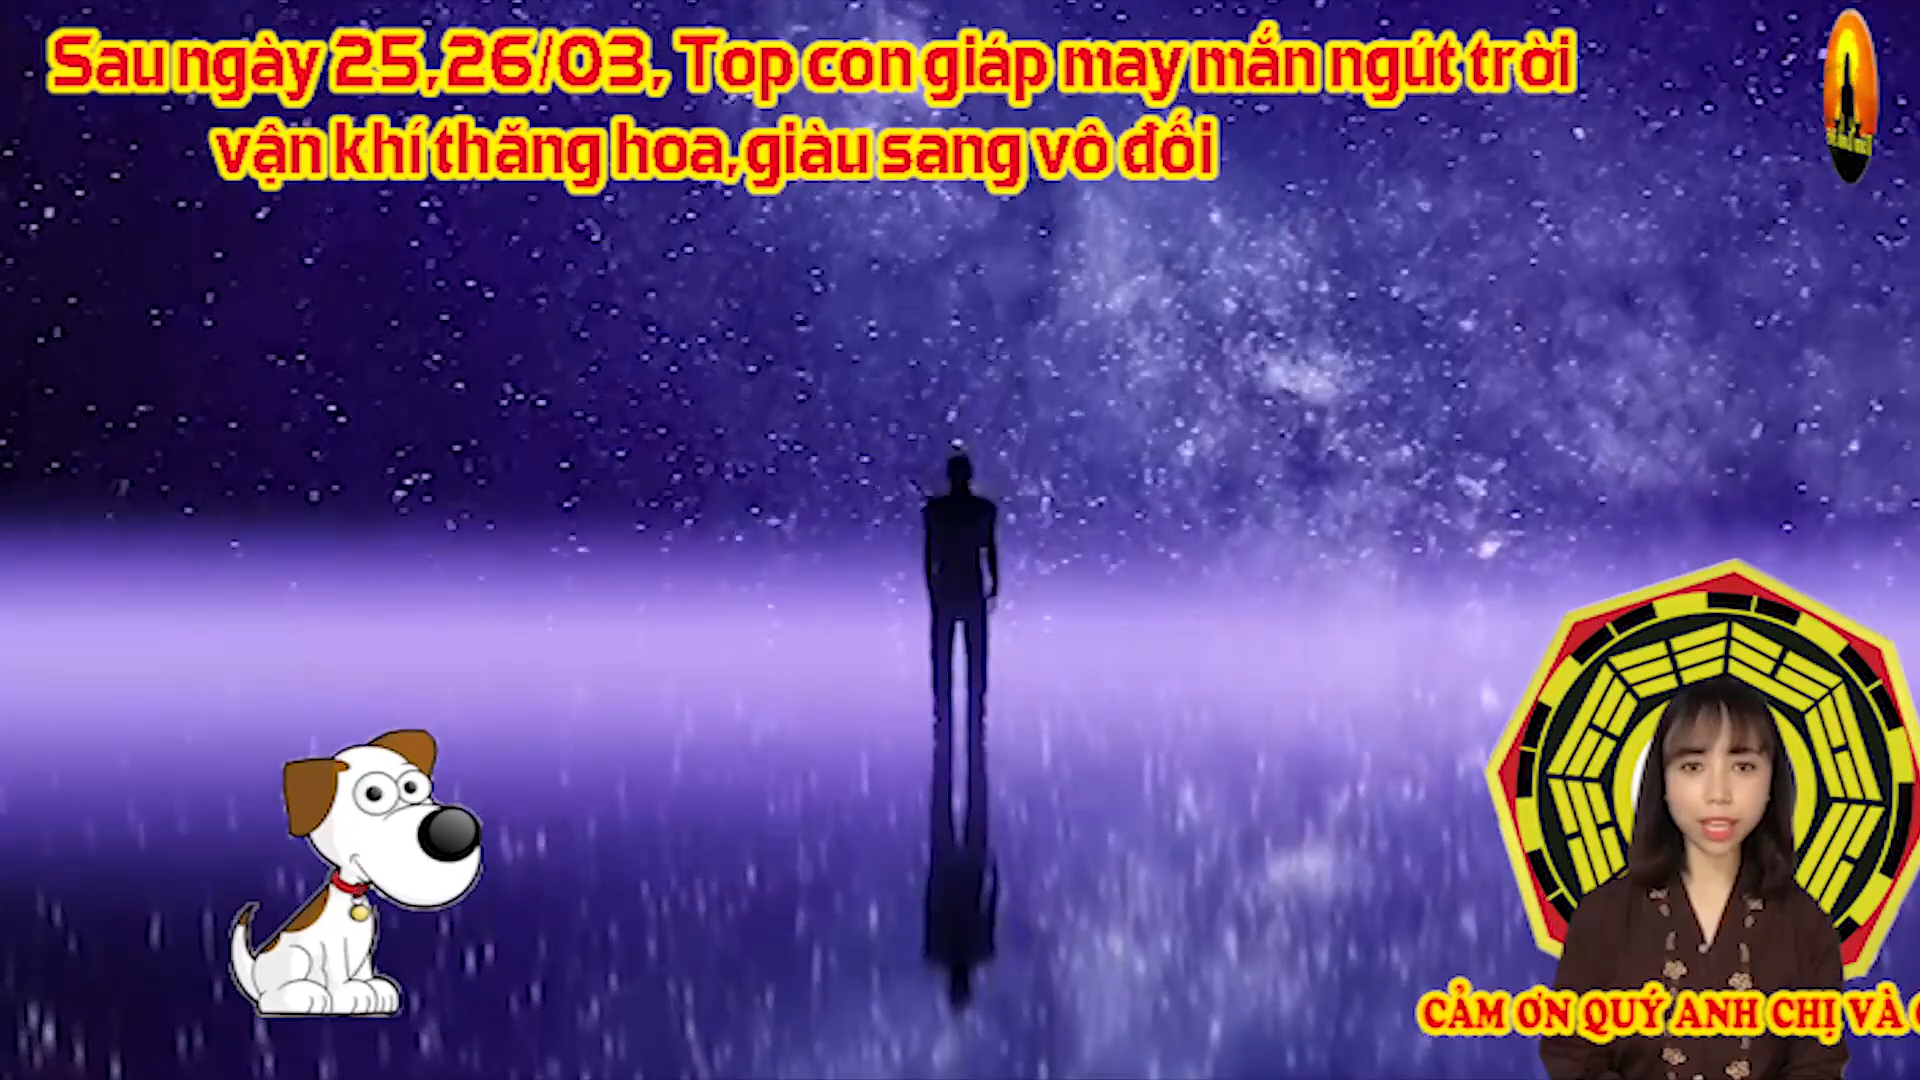 Sau ngày 25,26/03, Top con giáp may mắn ngút trời
vận khí thăng hoa,giàu sang vô đối
CẢM ƠN QUÝ ANH CHỊ VÀ